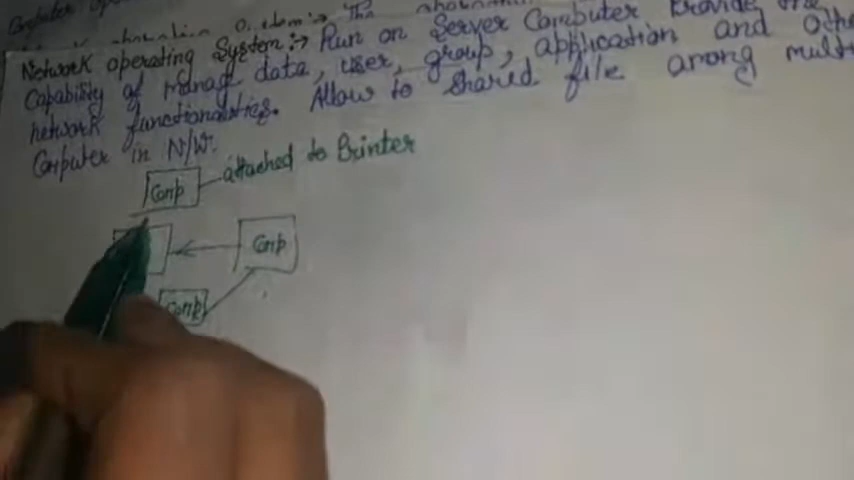 Network operating System :→ Run on Server Computer Provide the
Capability of manage data, user, group, application and othe
network functionalities. Allow to shared file among multi
Computer in N/W.
Comp attached to Printer
Comp
Comp